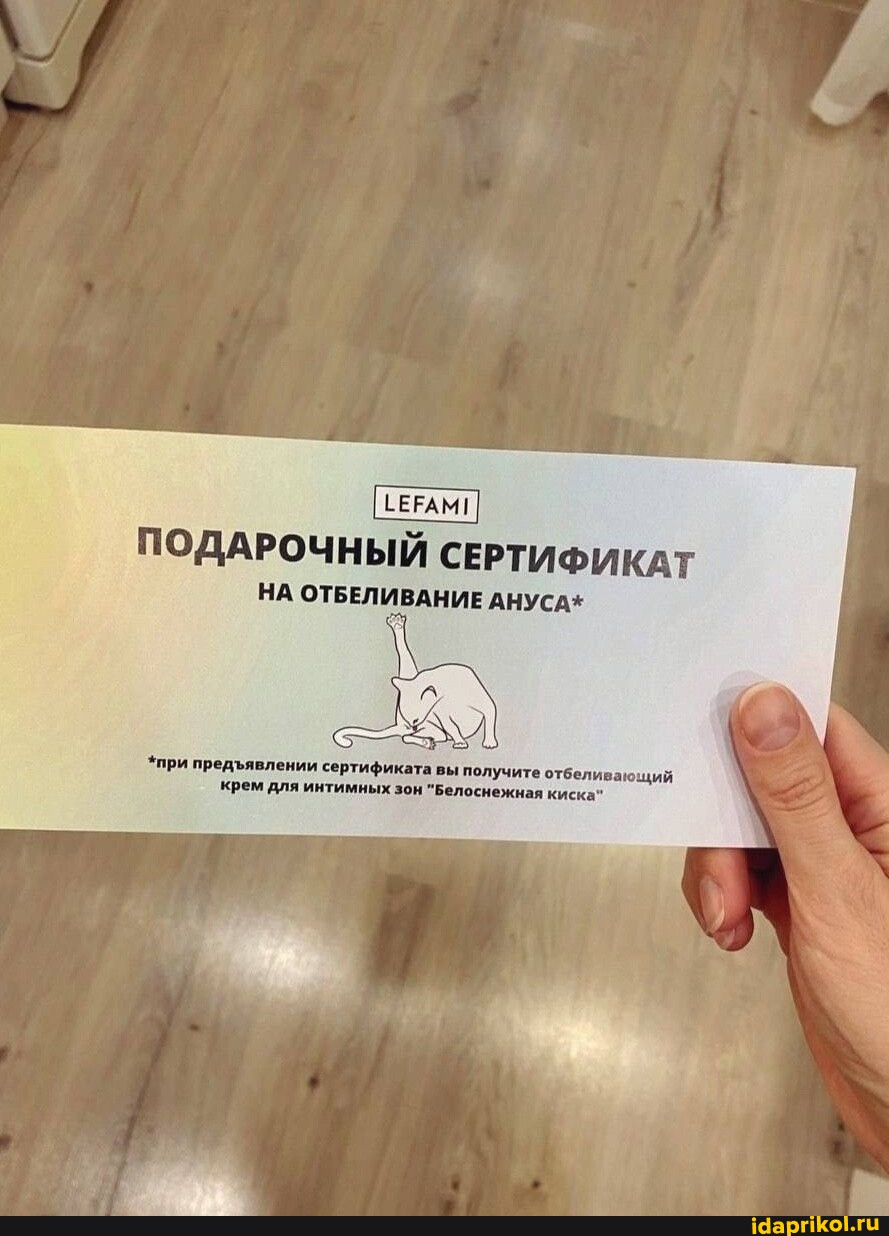 LEFAMI
ПОДАРОЧНЫЙ СЕРТИФИКАТ
НА ОТБЕЛИВАНИЕ АНУСА*
*при предъявлении сертификата вы получите отбеливающий
крем для интимных зон "Белоснежная киска"
idaprikol.ru